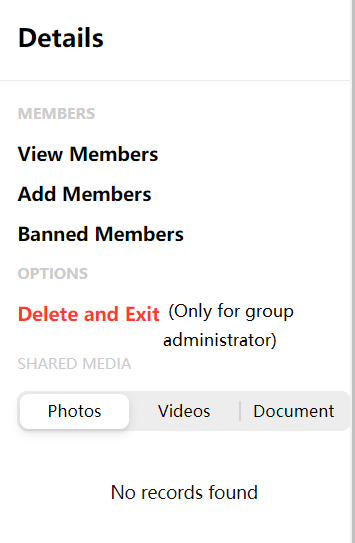 Details
MEMBERS
View Members
Add Members
Banned Members
OPTIONS
Delete and Exit (Only for group
administrator)
SHARED MEDIA
Photos Videos Document
No records found